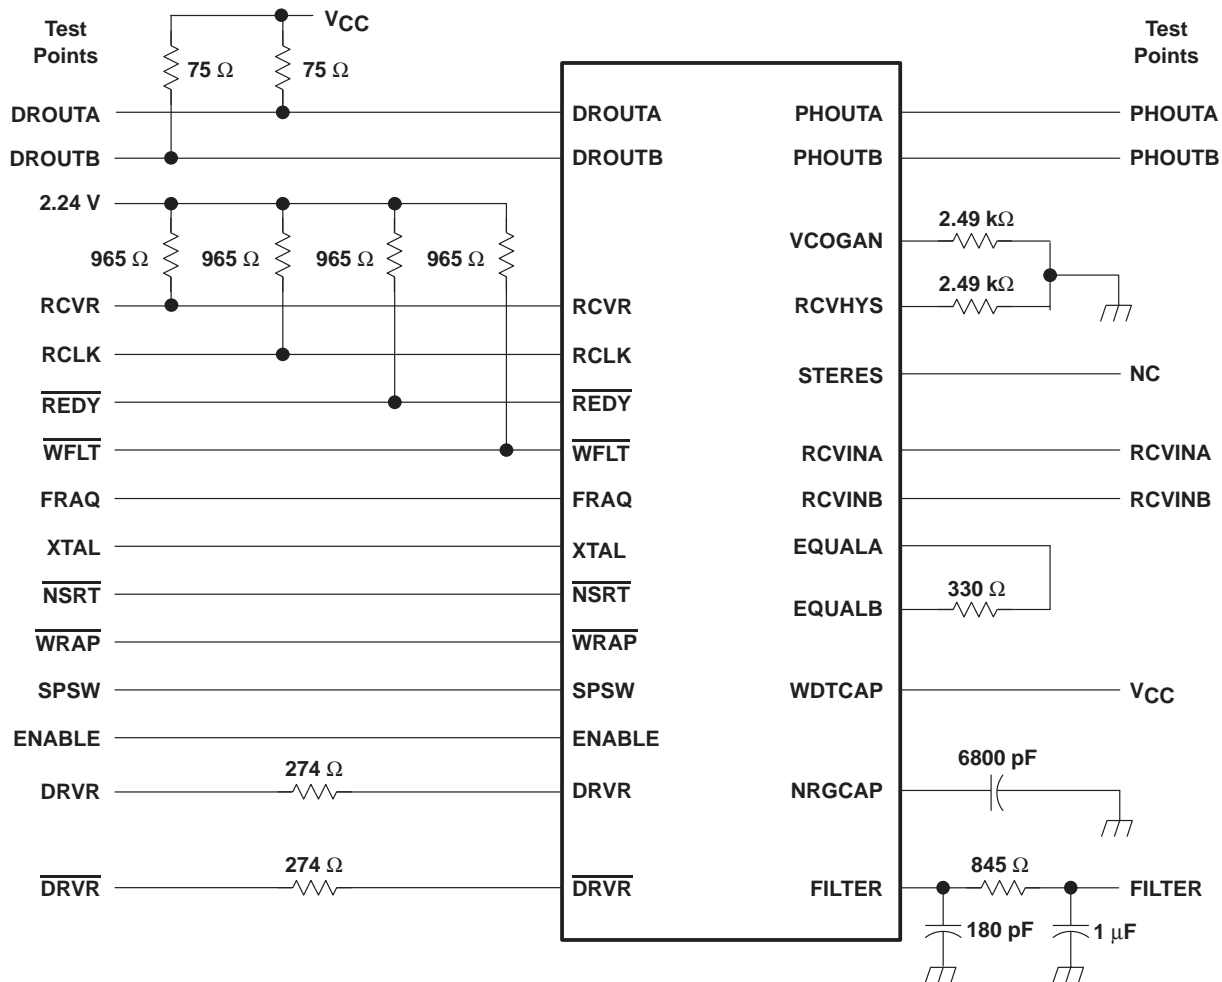 Test
Points
VCC
Test
Points
75 Ω
75 Ω
DROUTA
DROUTA
PHOUTA
PHOUTA
DROUTB
DROUTB
PHOUTB
PHOUTB
2.24 V
2.49 kΩ
VCOGAN
965 Ω
965 Ω
965 Ω
965 Ω
2.49 kΩ
RCVR
RCVR
RCVHYS
RCLK
RCLK
STERES
NC
REDY
REDY
WFLT
WFLT
RCVINA
RCVINA
FRAQ
FRAQ
RCVINB
RCVINB
XTAL
XTAL
EQUALA
330 Ω
NSRT
NSRT
EQUALB
WRAP
WRAP
SPSW
SPSW
WDTCAP
VCC
ENABLE
ENABLE
6800 pF
274 Ω
DRVR
DRVR
NRGCAP
274 Ω
845 Ω
DRVR
DRVR
FILTER
FILTER
180 pF
1 μF